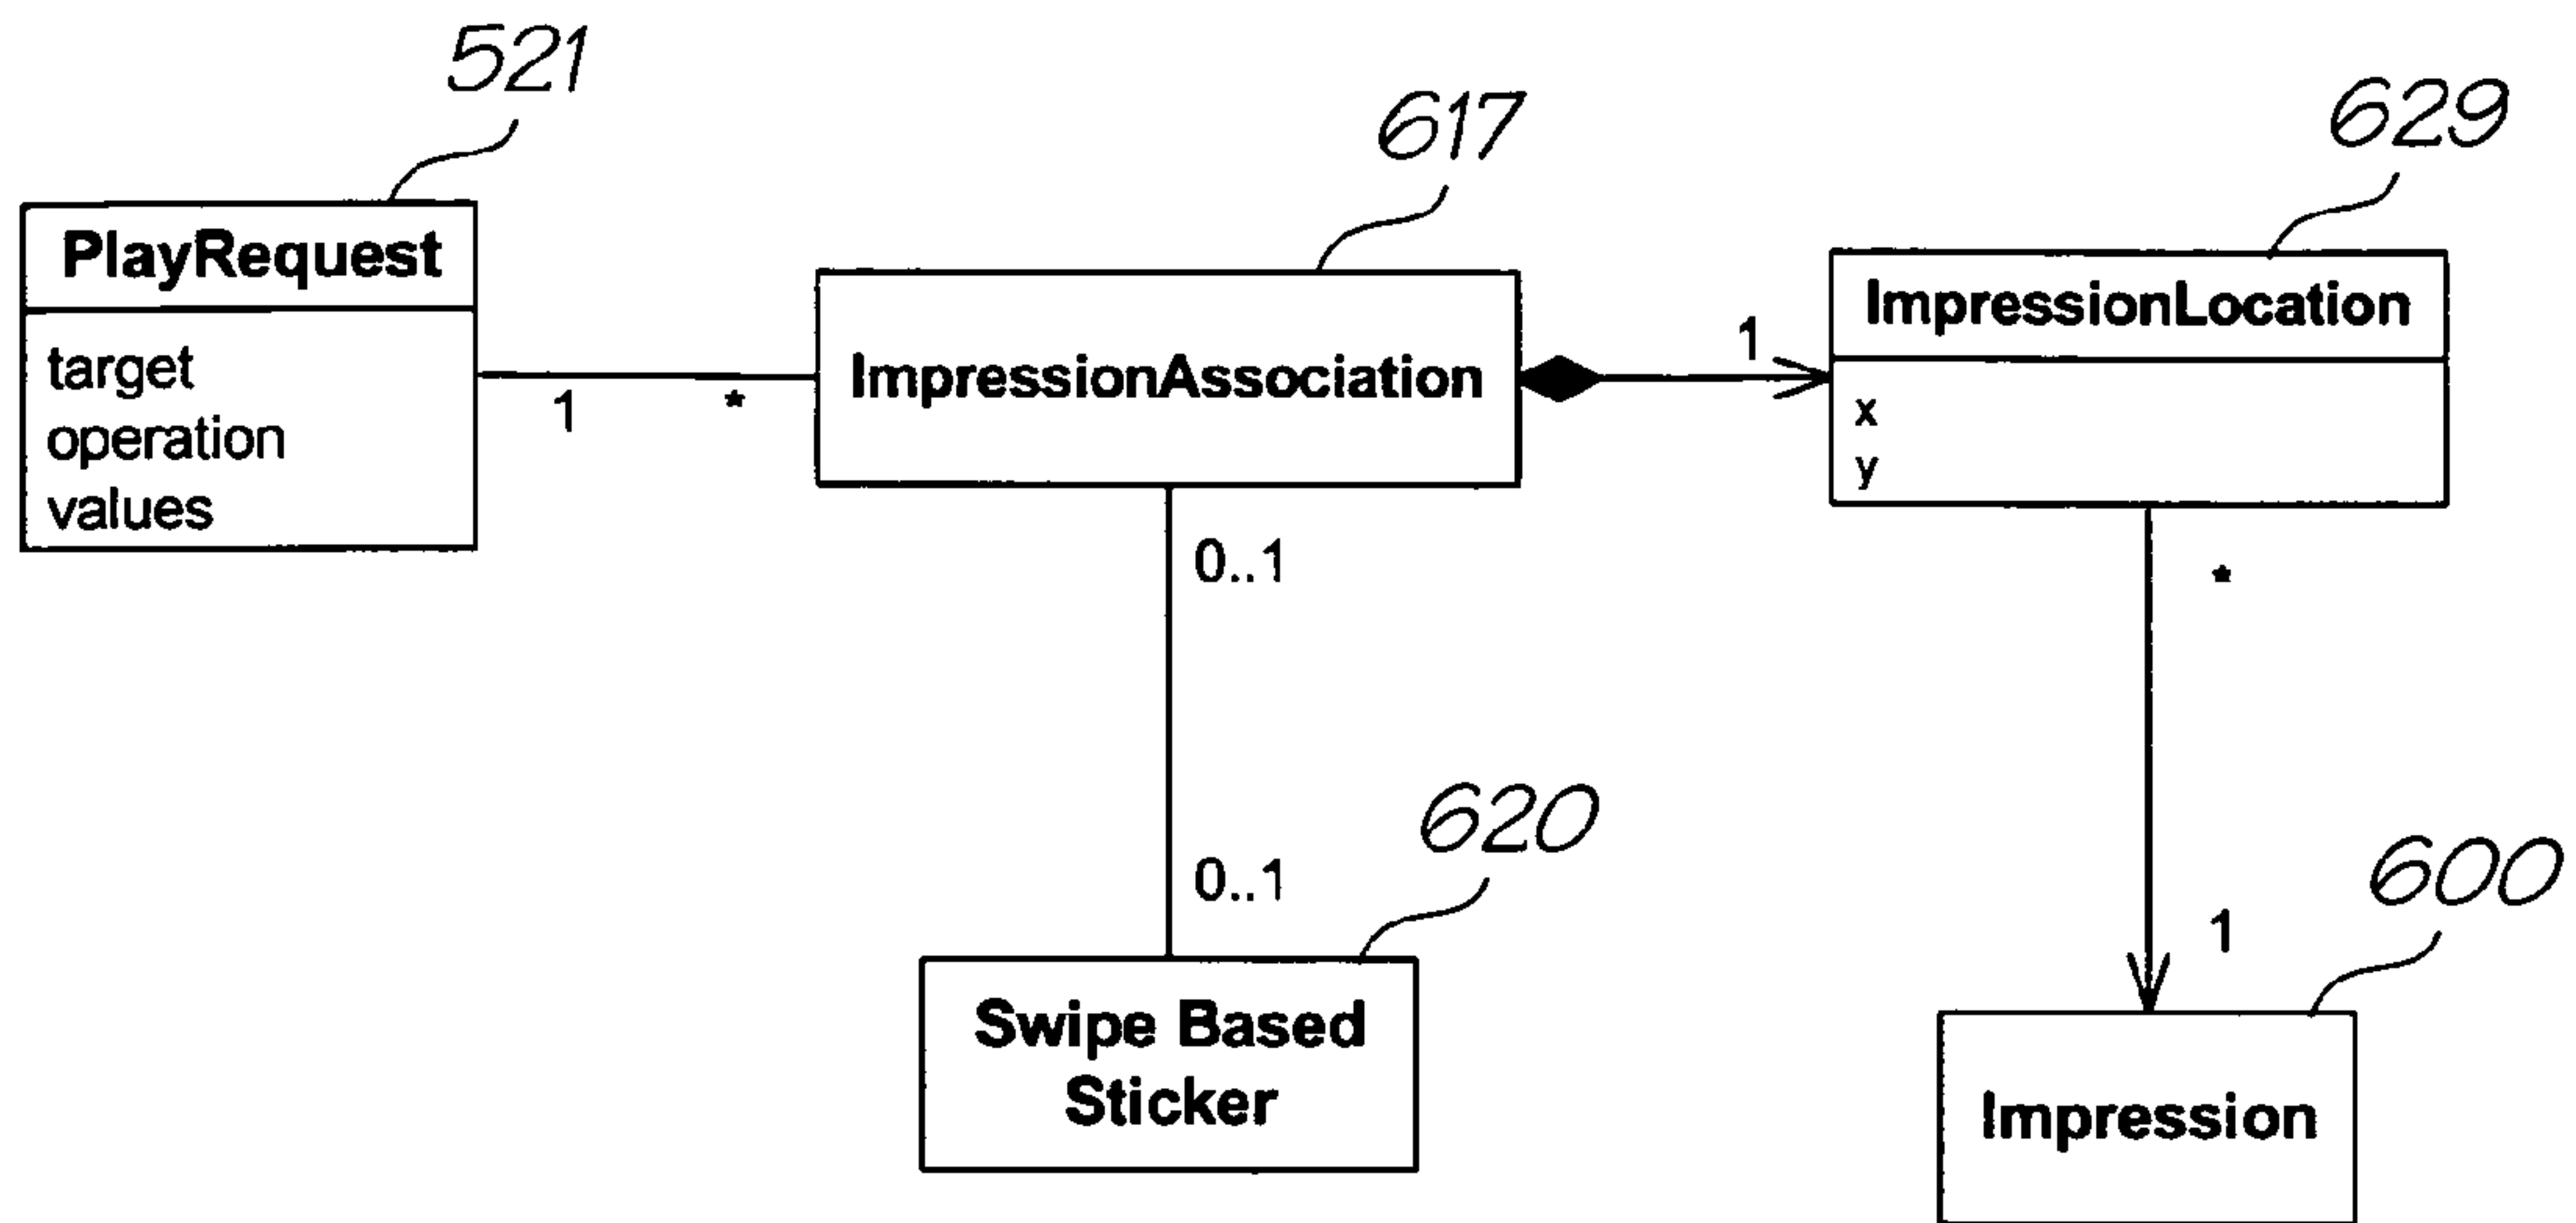 521
617
629
PlayRequest
target
operation
values
1
*
ImpressionAssociation
1
ImpressionLocation
x
y
0..1
*
0..1
620
Swipe Based
Sticker
1
600
Impression